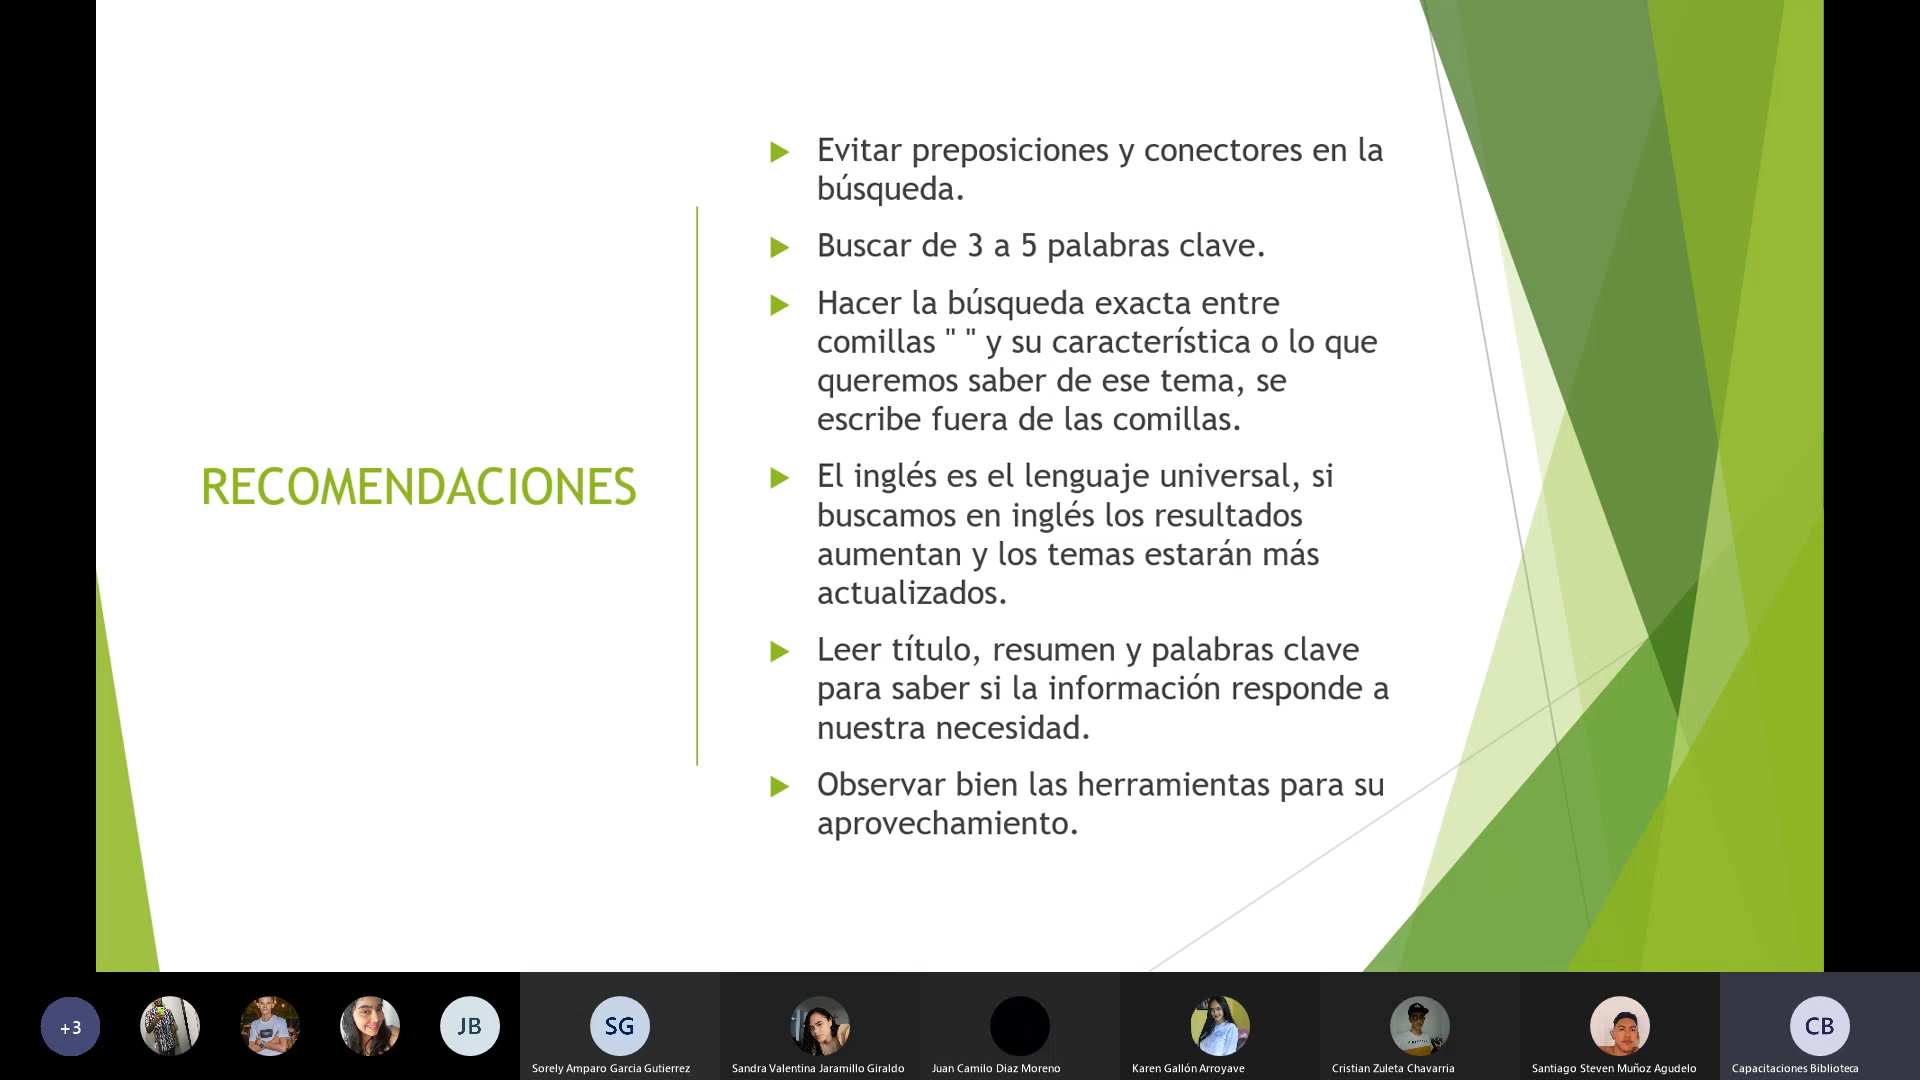 RECOMENDACIONES
Evitar preposiciones y conectores en la
búsqueda.
Buscar de 3 a 5 palabras clave.
Hacer la búsqueda exacta entre
comillas " " y su característica o lo que
queremos saber de ese tema, se
escribe fuera de las comillas.
El inglés es el lenguaje universal, si
buscamos en inglés los resultados
aumentan y los temas estarán más
actualizados.
Leer título, resumen y palabras clave
para saber si la información responde a
nuestra necesidad.
Observar bien las herramientas para su
aprovechamiento.
+3
JB
SG
CB
Sorely Amparo Garcia Gutierrez
Sandra Valentina Jaramillo Giraldo
Juan Camilo Diaz Moreno
Karen Gallón Arroyave
Cristian Zuleta Chavarria
Santiago Steven Muñoz Agudelo
Capacitaciones Biblioteca